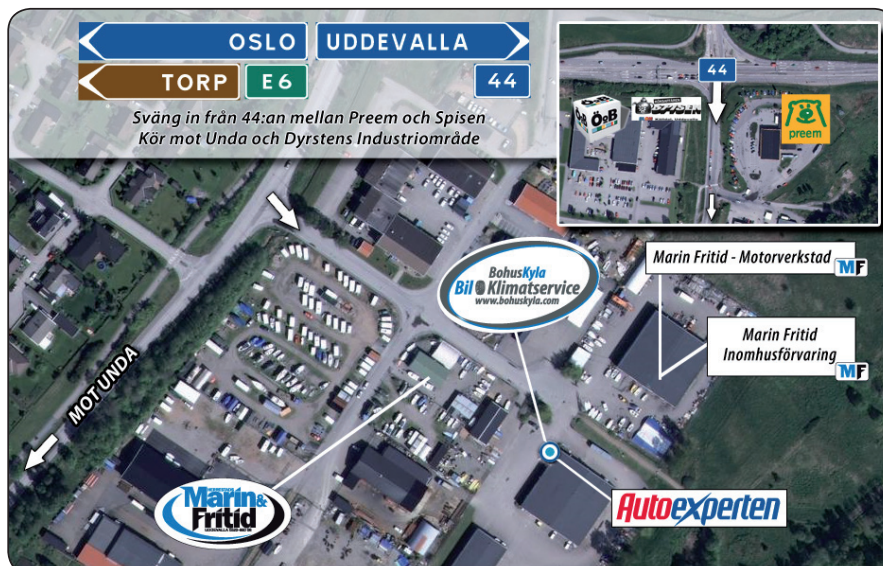 OSLO
UDDEVALLA
TORP
E6
44
Sväng in från 44:an mellan Preem och Spisen
Kör mot Unda och Dyrstens Industriområde
44
ÖoB
SPISEN
preem
BohusKyla
Bil Klimatservice
www.bohuskyla.com
Marin Fritid - Motorverkstad
MF
Marin Fritid
Inomhusförvaring
MF
MOT UNDA
Marin &
Fritid
Autoexperten